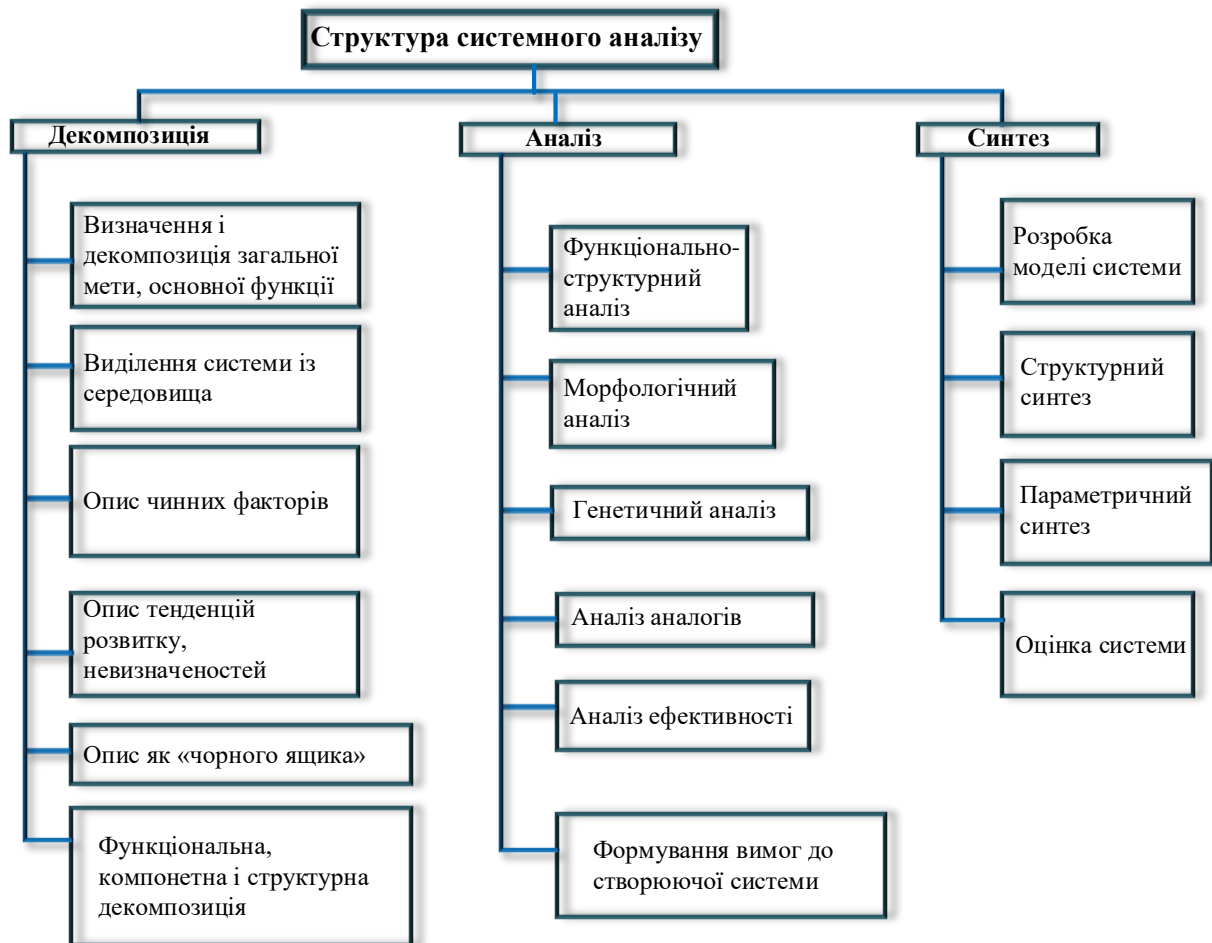 Структура системного аналізу
Декомпозиція
Визначення і
декомпозиція загальної
мети, основної функції
Виділення системи із
середовища
Опис чинних факторів
Опис тенденцій
розвитку,
невизначеностей
Опис як «чорного ящика»
Функціональна,
компонетна і структурна
декомпозиція
Аналіз
Функціонально-
структурний
аналіз
Морфологічний
аналіз
Генетичний аналіз
Аналіз аналогів
Аналіз ефективності
Формування вимог до
створюючої системи
Синтез
Розробка
моделі системи
Структурний
синтез
Параметричний
синтез
Оцінка системи